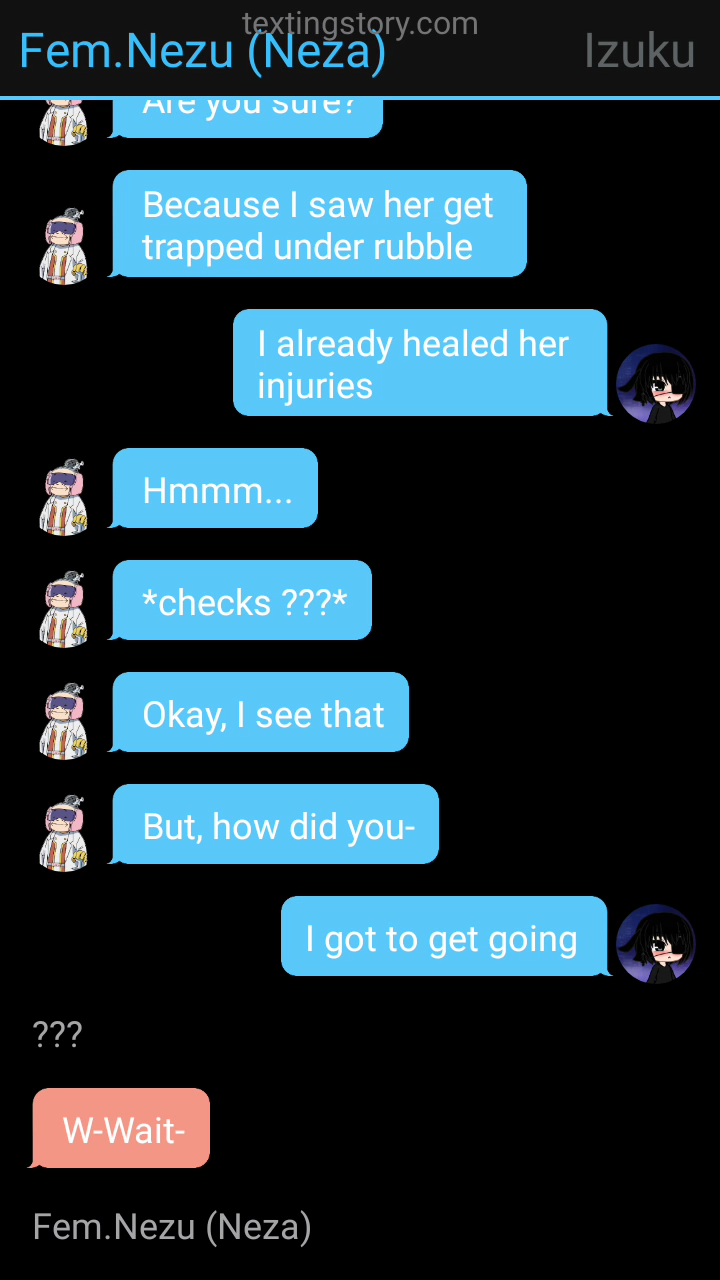 textingstory.com
Fem.Nezu (Neza)
Izuku
Are you sure?
Because I saw her get
trapped under rubble
I already healed her
injuries
Hmmm...
*checks ???*
Okay, I see that
But, how did you-
I got to get going
???
W-Wait-
Fem.Nezu (Neza)